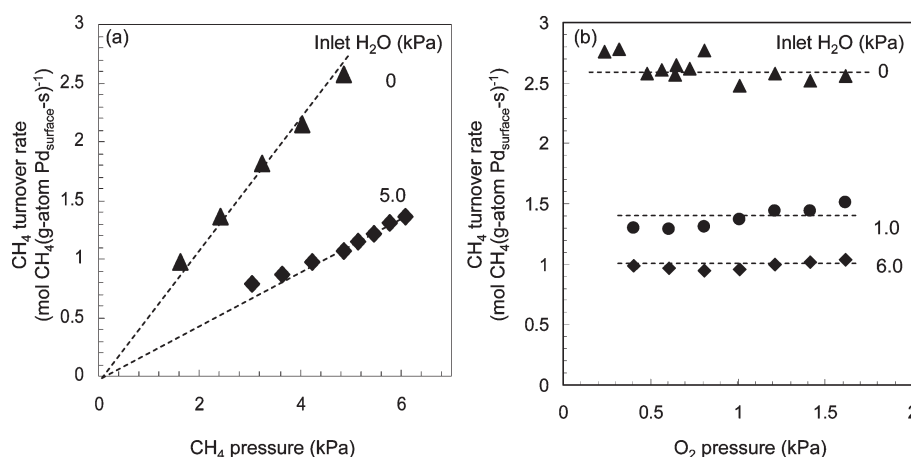 (a)
Inlet H2O (kPa)
0
5.0
3
2.5
2
1.5
1
0.5
0
0 2 4 6
CH4 turnover rate
(mol CH4(g-atom Pdsurface-s)-1)
CH4 pressure (kPa)
(b)
Inlet H2O (kPa)
0
1.0
6.0
3
2.5
2
1.5
1
0.5
0
0 0.5 1 1.5 2
CH4 turnover rate
(mol CH4(g-atom Pdsurface-s)-1)
O2 pressure (kPa)